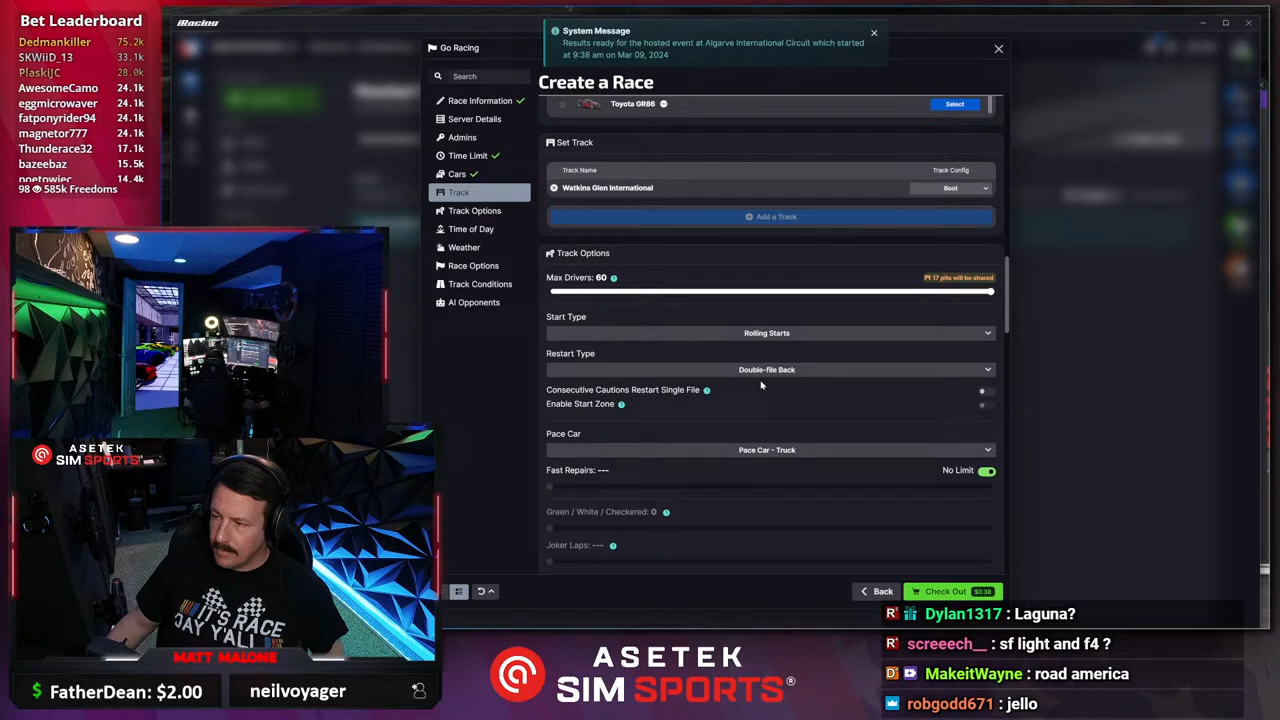 Bet Leaderboard
Dedmankiller 75.2k
SKWiiD_13 33.1k
PlaskiJC 28.0k
AwesomeCamo 24.1k
eggmicrowaver 24.1k
fatponyrider94 24.1k
magnetor777 24.1k
Thunderace32 17.1k
bazeebaz 15.5k
poetowiec 14.4k
98 585k Freedoms
iRacing
Go Racing
System Message
Results ready for the hosted event at Algarve International Circuit which started
at 9:38 am on Mar 09, 2024
Search
Race Information
Server Details
Admins
Time Limit
Cars
Track
Track Options
Time of Day
Weather
Race Options
Track Conditions
AI Opponents
Create a Race
Toyota GR86
Select
Set Track
Track Name Track Config
Watkins Glen International Boot
Add a Track
Track Options
Max Drivers: 60 17 pits will be shared
Start Type
Rolling Starts
Restart Type
Double-file Back
Consecutive Cautions Restart Single File
Enable Start Zone
Pace Car
Pace Car - Truck
Fast Repairs: --- No Limit
Green / White / Checkered: 0
Joker Laps: ---
Back
Check Out $0.38
ASETEK
SIM SPORTS
IT'S RACE
DAY Y'ALL
MATT MALONE
$ FatherDean: $2.00
neilvoyager
ASETEK
SIM SPORTS®
Dylan1317 : Laguna?
screeech__ : sf light and f4 ?
MakeitWayne : road america
robgodd671 : jello